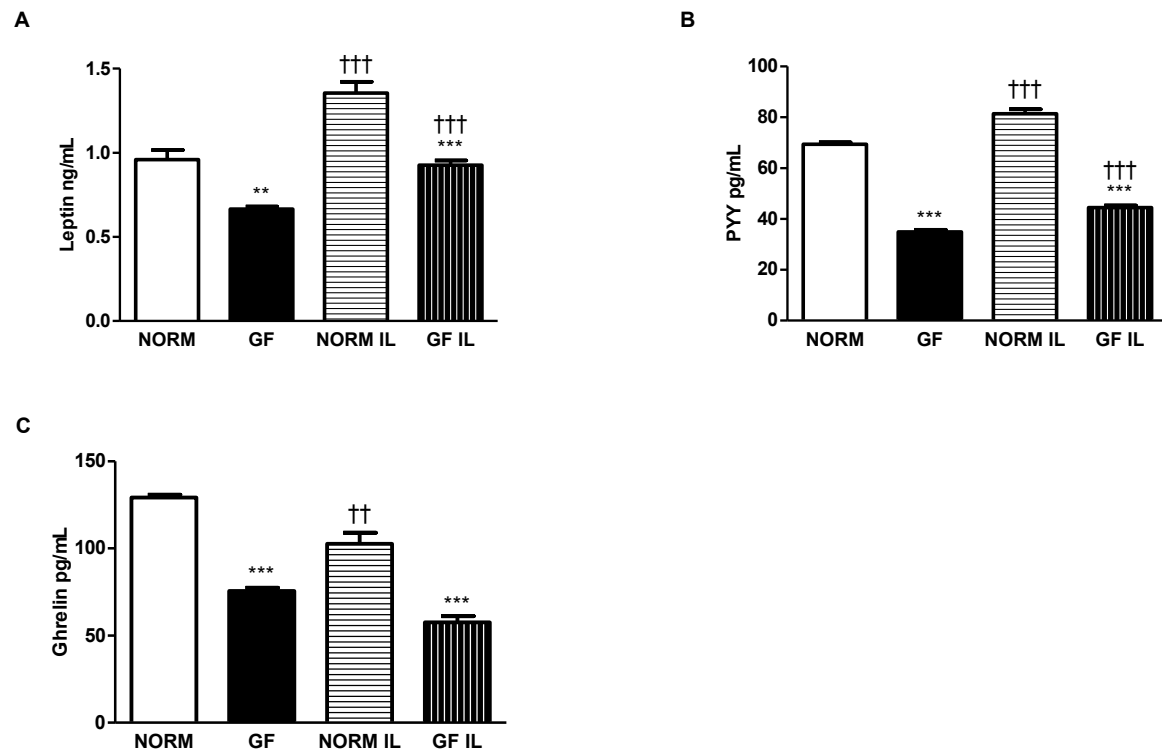 A
Leptin ng/mL
1.5
1.0
0.5
0.0
**
†††
†††
***
NORM GF NORM IL GF IL
B
PYY pg/mL
100
80
60
40
20
0
***
†††
†††
***
NORM GF NORM IL GF IL
C
Ghrelin pg/mL
150
100
50
0
***
††
***
NORM GF NORM IL GF IL